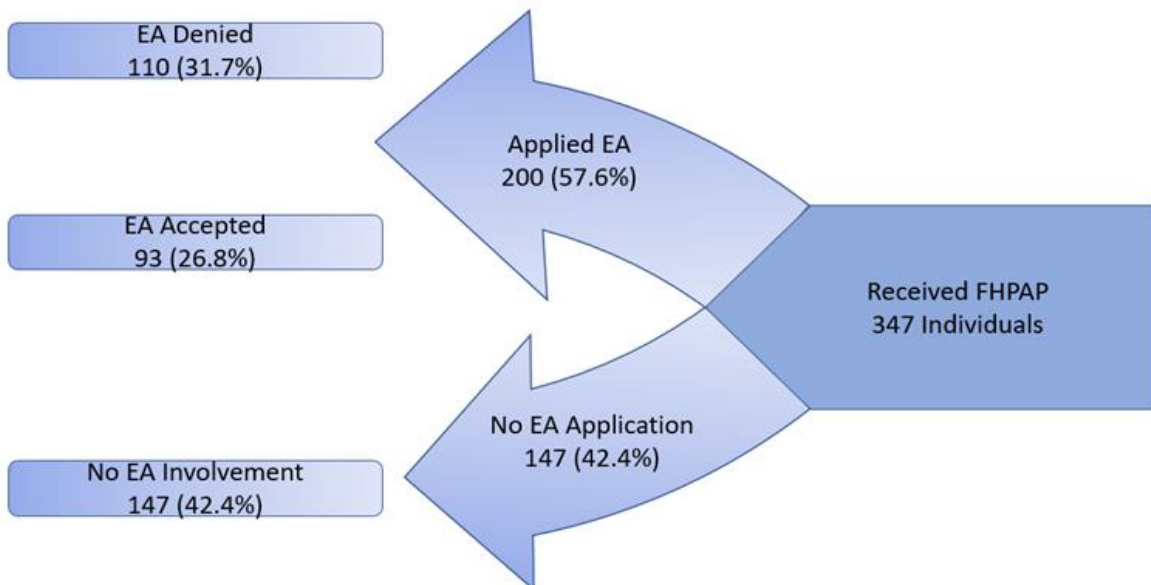 EA Denied
110 (31.7%)
Applied EA
200 (57.6%)
EA Accepted
93 (26.8%)
Received FHPAP
347 Individuals
No EA Application
147 (42.4%)
No EA Involvement
147 (42.4%)